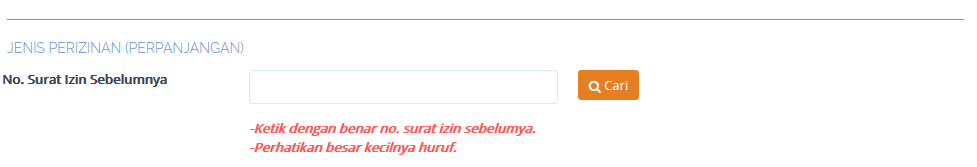 JENIS PERIZINAN (PERPANJANGAN)
No. Surat Izin Sebelumnya
Cari
-Ketik dengan benar no. surat izin sebelumya.
-Perhatikan besar kecilnya huruf.